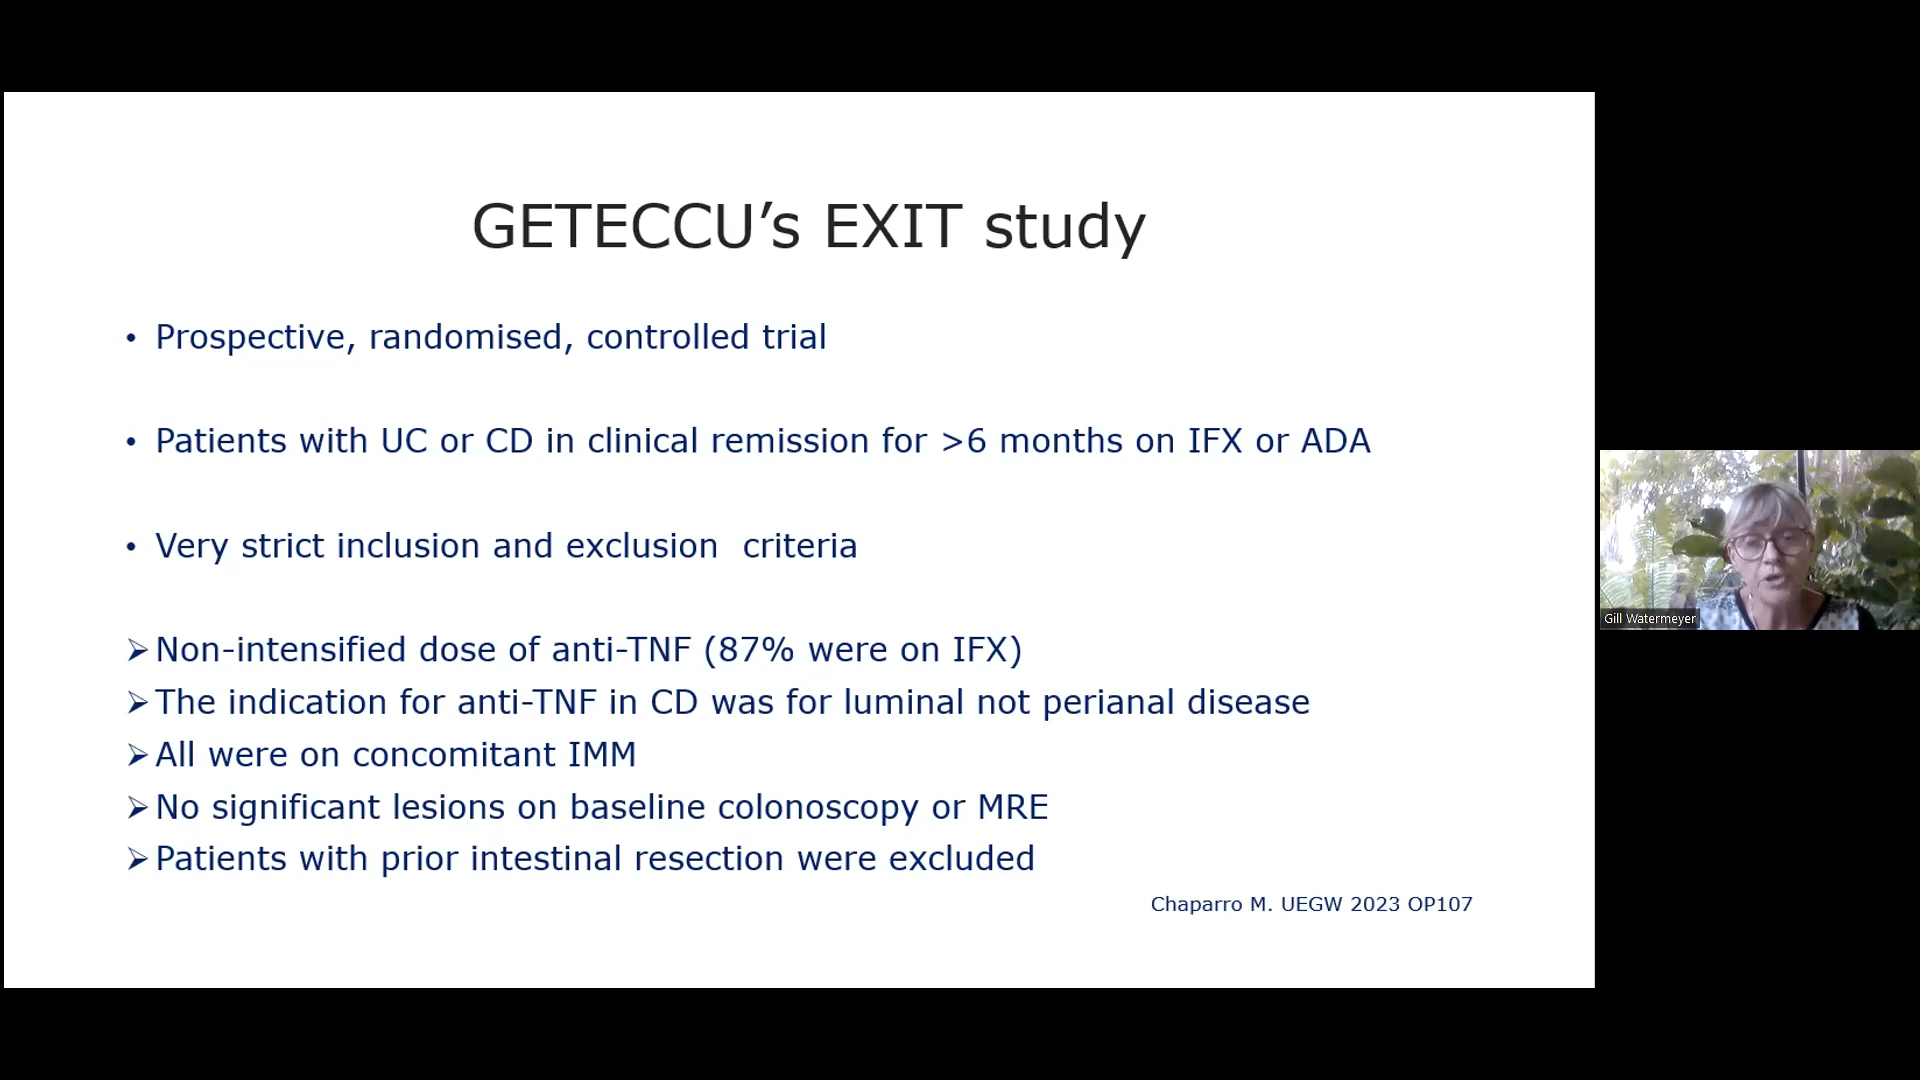 GETECCU’s EXIT study
• Prospective, randomised, controlled trial
• Patients with UC or CD in clinical remission for >6 months on IFX or ADA
• Very strict inclusion and exclusion  criteria
➢ Non-intensified dose of anti-TNF (87% were on IFX)
➢ The indication for anti-TNF in CD was for luminal not perianal disease
➢ All were on concomitant IMM
➢ No significant lesions on baseline colonoscopy or MRE
➢ Patients with prior intestinal resection were excluded
Chaparro M. UEGW 2023 OP107
Gill Watermeyer